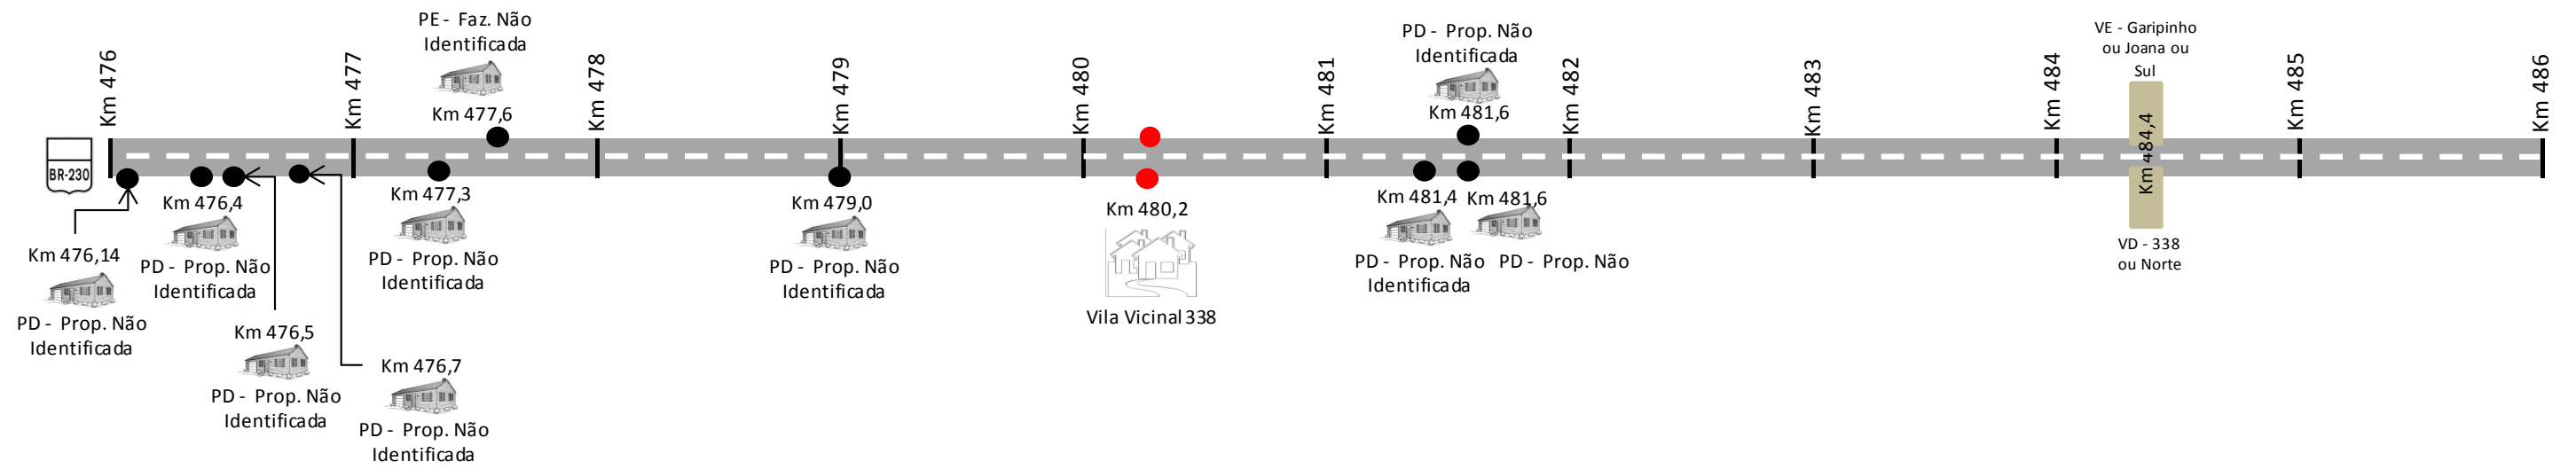 PE - Faz. Não
Identificada
Km 477,6
PD - Prop. Não
Identificada
Km 481,6
VE - Garipinho
ou Joana ou
Sul
Km 476
Km 477
Km 478
Km 479
Km 480
Km 481
Km 482
Km 483
Km 484
Km 485
Km 486
BR-230
Km 484,4
Km 476,14
PD - Prop. Não
Identificada
Km 476,4
PD - Prop. Não
Identificada
Km 476,5
PD - Prop. Não
Identificada
Km 476,7
PD - Prop. Não
Identificada
Km 477,3
PD - Prop. Não
Identificada
Km 479,0
PD - Prop. Não
Identificada
Km 480,2
Vila Vicinal 338
Km 481,4
PD - Prop. Não
Identificada
Km 481,6
PD - Prop. Não
VD - 338
ou Norte